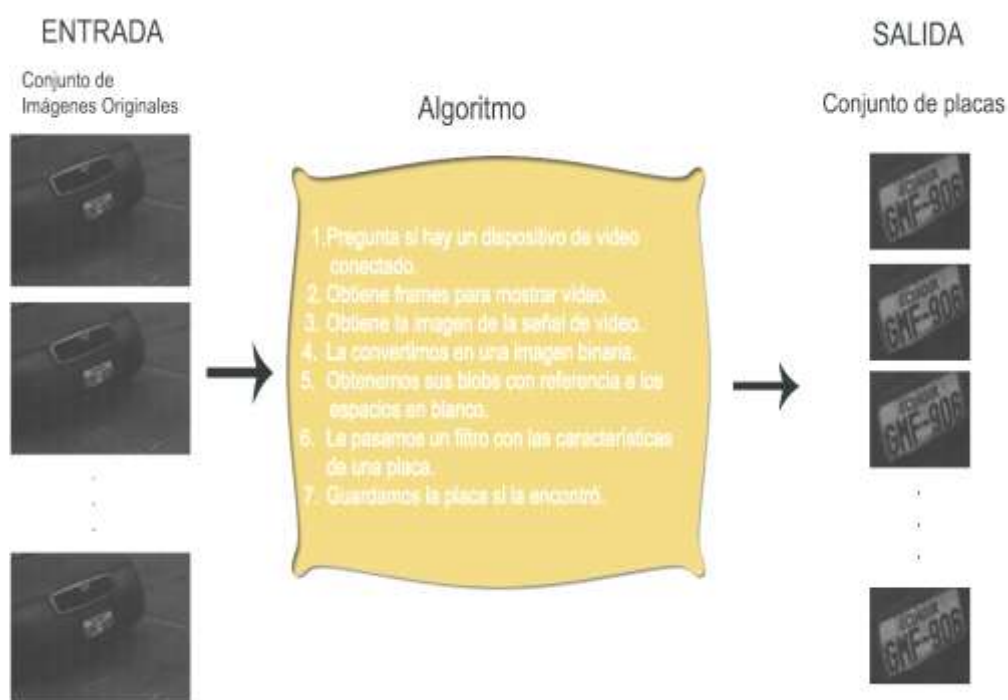 ENTRADA
Conjunto de
Imágenes Originales
Algoritmo
1.Pregunta si hay un dispositivo de video
conectado.
2. Obtiene frames para mostrar video.
3. Obtiene la imagen de la señal de video.
4. La convertimos en una imagen binaria.
5. Obtenemos sus blobs con referencia a los
espacios en blanco.
6. Le pasamos un filtro con las características
de una placa.
7. Guardamos la placa si la encontró.
SALIDA
Conjunto de placas
ECUADOR
GMF-906
ECUADOR
GMF-906
ECUADOR
GMF-906
ECUADOR
GMF-906